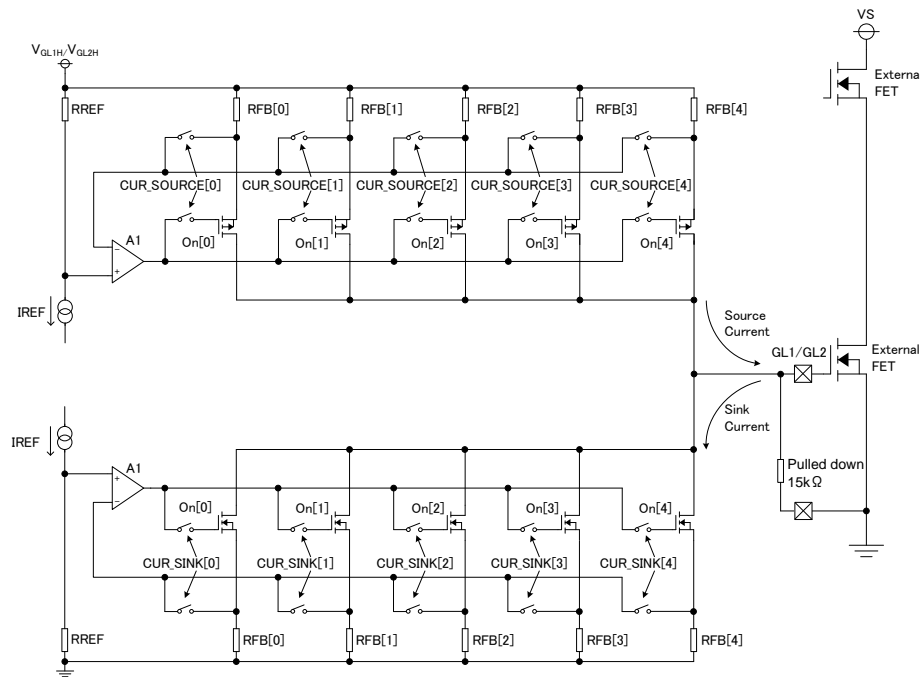 VS
VGL1H/VGL2H
External
FET
RREF
RFB[0]
RFB[1]
RFB[2]
RFB[3]
RFB[4]
CUR_SOURCE[0]
CUR_SOURCE[1]
CUR_SOURCE[2]
CUR_SOURCE[3]
CUR_SOURCE[4]
A1
−
+
On[0]
On[1]
On[2]
On[3]
On[4]
IREF
Source
Current
GL1/GL2
External
FET
Sink
Current
IREF
A1
+
−
On[0]
On[1]
On[2]
On[3]
On[4]
Pulled down
15kΩ
CUR_SINK[0]
CUR_SINK[1]
CUR_SINK[2]
CUR_SINK[3]
CUR_SINK[4]
RREF
RFB[0]
RFB[1]
RFB[2]
RFB[3]
RFB[4]